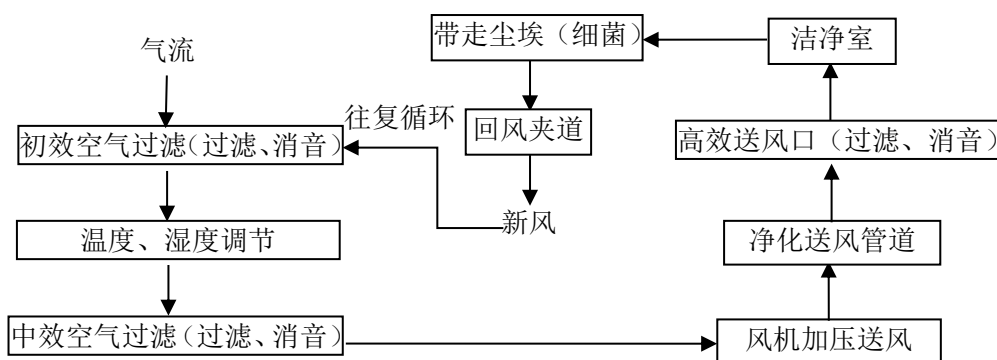 气流
初效空气过滤（过滤、消音）
温度、湿度调节
中效空气过滤（过滤、消音）
风机加压送风
净化送风管道
高效送风口（过滤、消音）
洁净室
带走尘埃（细菌）
回风夹道
新风
往复循环